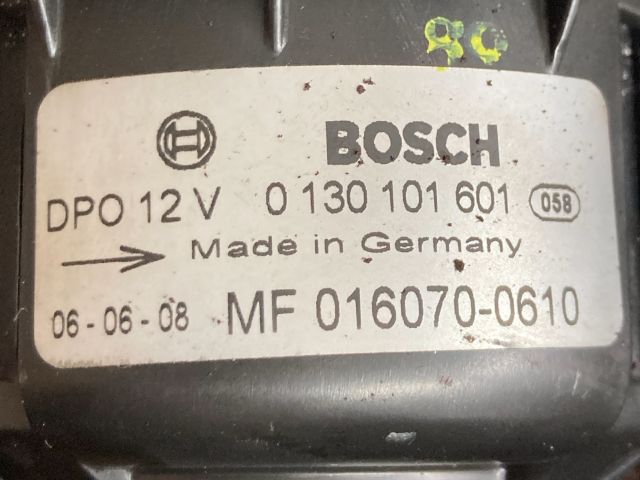 BOSCH
DPO 12 V 0 130 101 601 058
Made in Germany
06-06-08 MF 016070-0610